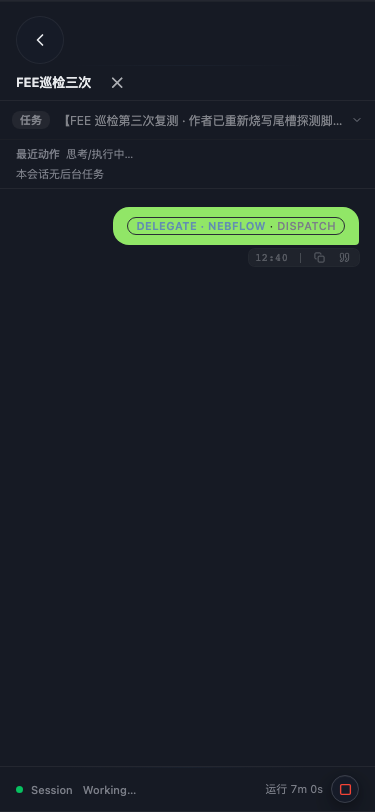 FEE巡检三次
任务 【FEE 巡检第三次复测 · 作者已重新烧写尾槽探测脚...
最近动作 思考/执行中...
本会话无后台任务
DELEGATE · NEBFLOW · DISPATCH
12:40
Session Working... 运行 7m 0s